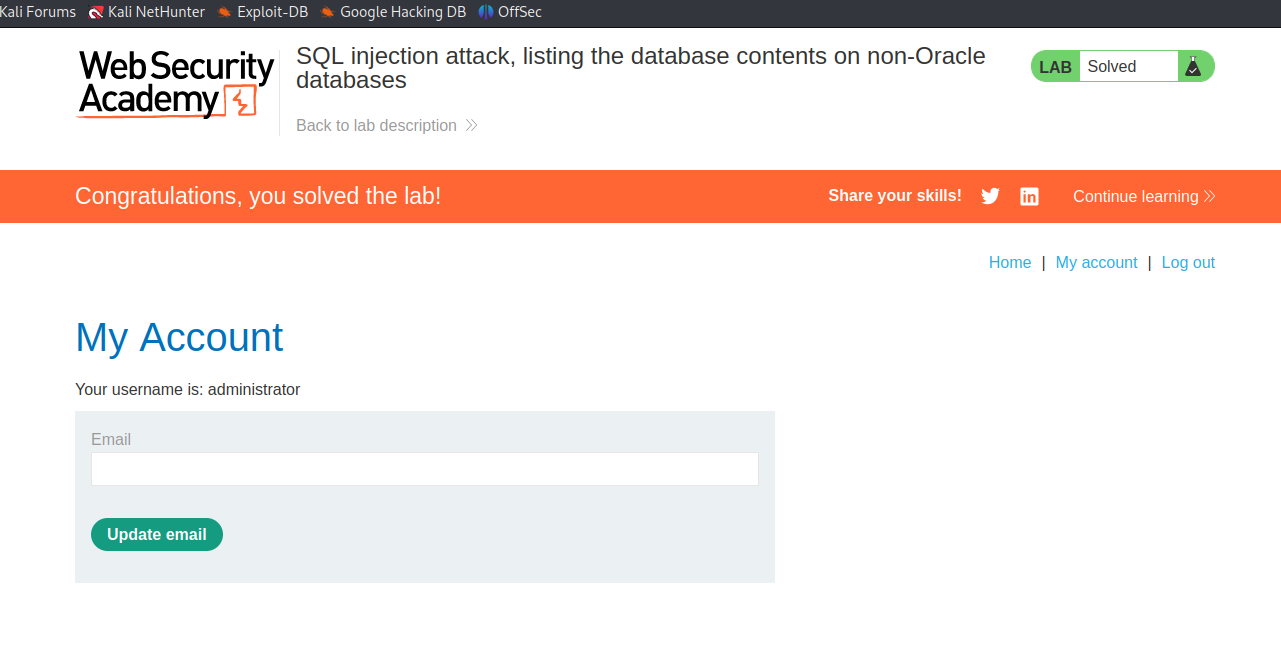 Kali Forums Kali NetHunter Exploit-DB Google Hacking DB OffSec
Web Security
Academy
SQL injection attack, listing the database contents on non-Oracle
databases
LAB Solved
Back to lab description
Congratulations, you solved the lab!
Share your skills! Continue learning
Home | My account | Log out
My Account
Your username is: administrator
Email
Update email